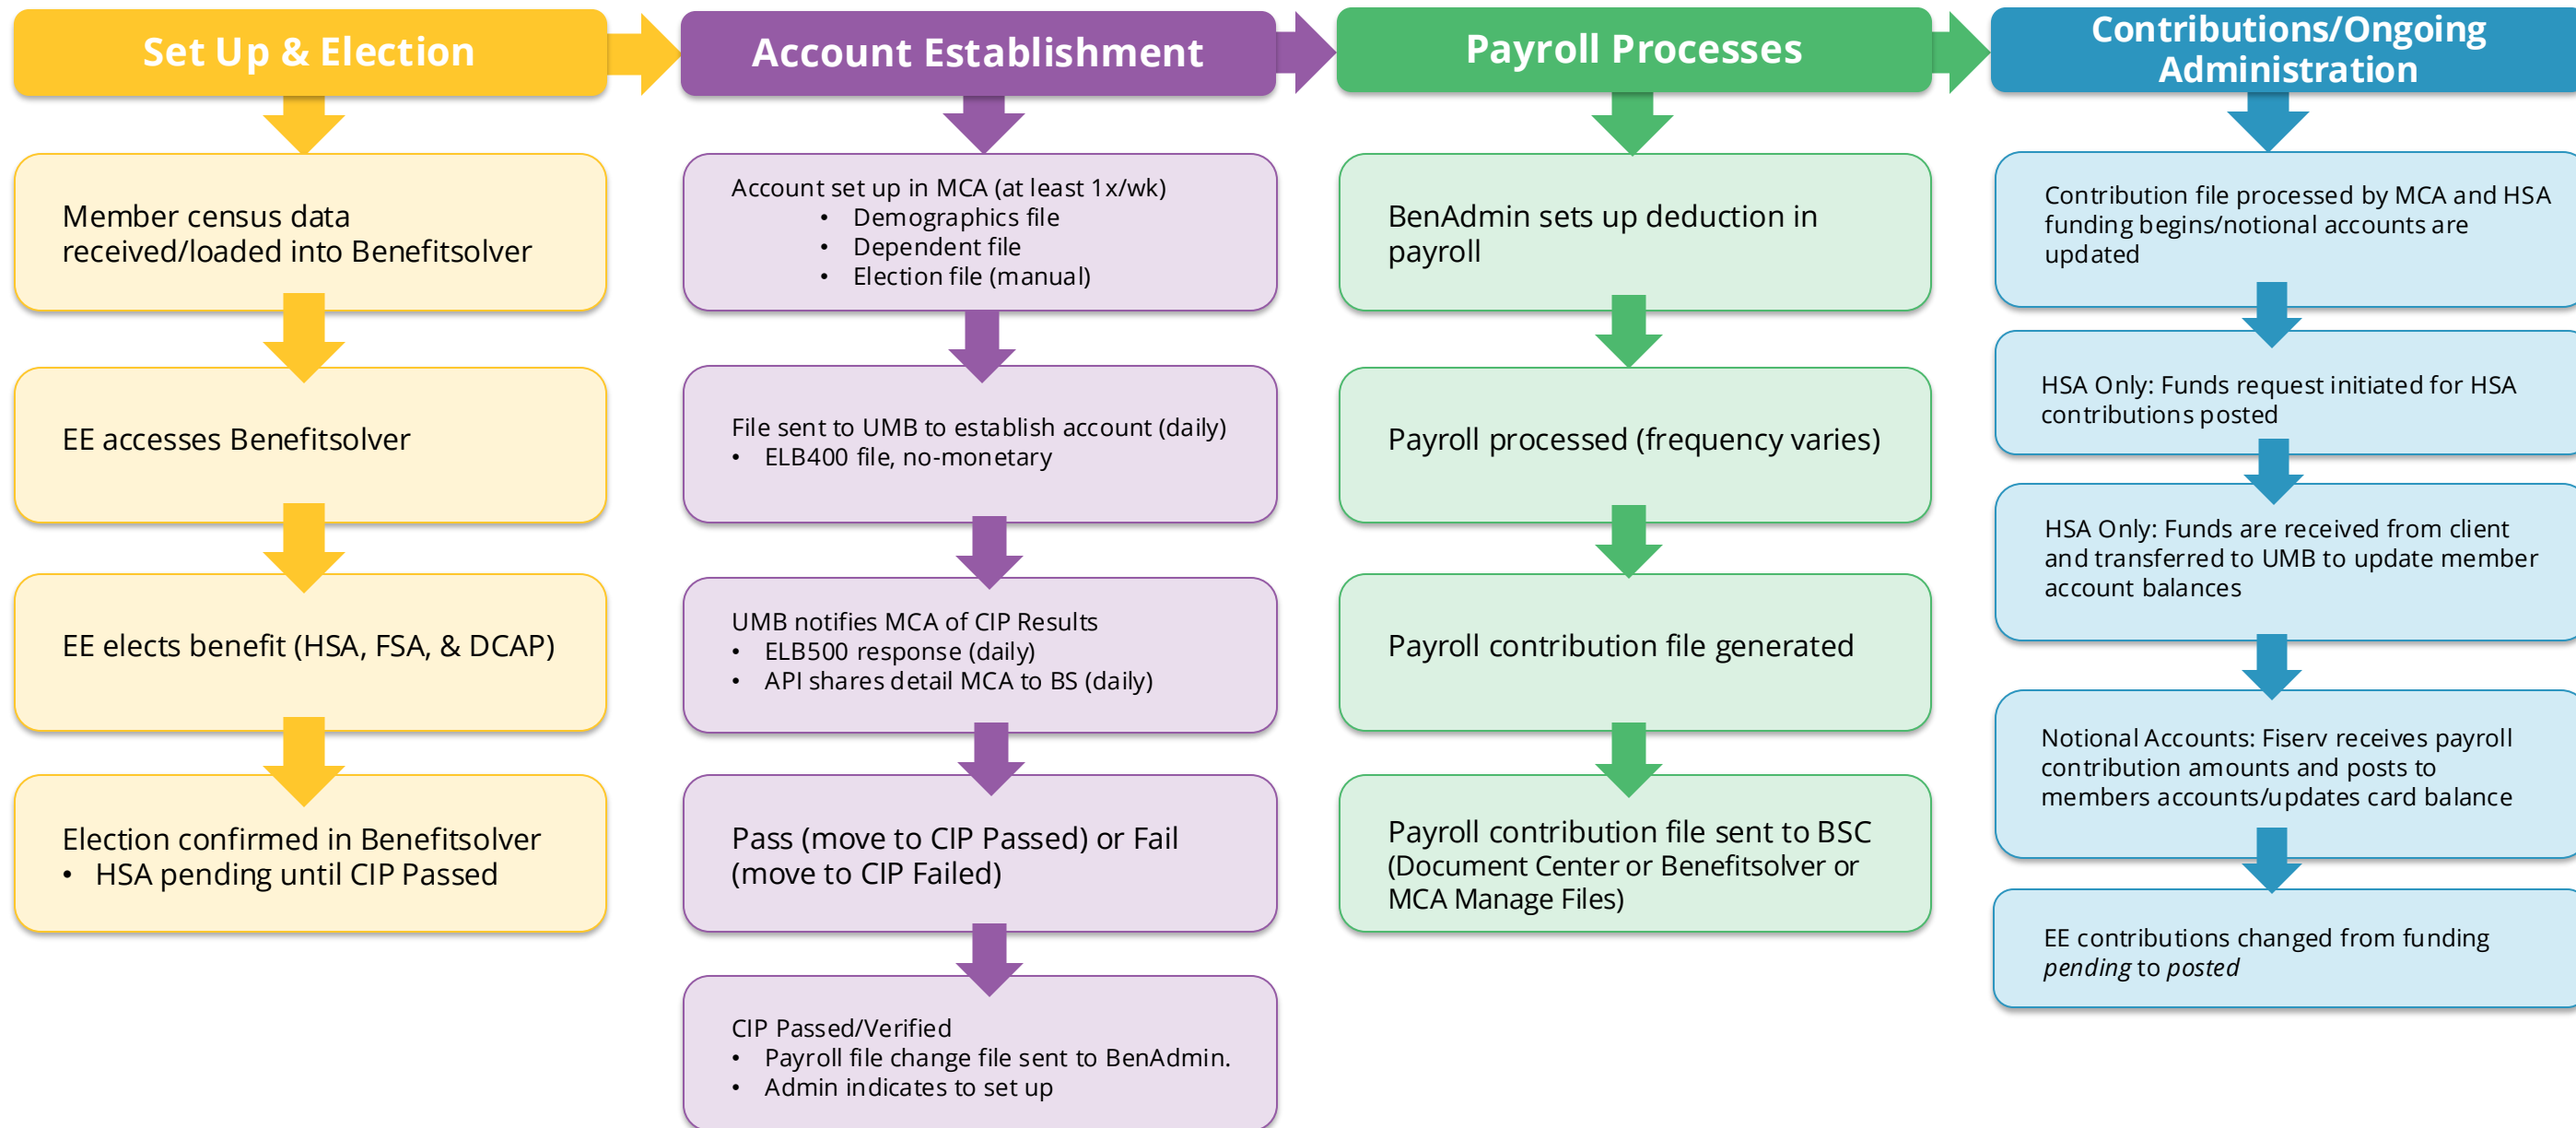 Set Up & Election
Member census data
received/loaded into Benefitsolver
EE accesses Benefitsolver
EE elects benefit (HSA, FSA, & DCAP)
Election confirmed in Benefitsolver
• HSA pending until CIP Passed
Account Establishment
Account set up in MCA (at least 1x/wk)
• Demographics file
• Dependent file
• Election file (manual)
File sent to UMB to establish account (daily)
• ELB400 file, no-monetary
UMB notifies MCA of CIP Results
• ELB500 response (daily)
• API shares detail MCA to BS (daily)
Pass (move to CIP Passed) or Fail
(move to CIP Failed)
CIP Passed/Verified
• Payroll file change file sent to BenAdmin.
• Admin indicates to set up
Payroll Processes
BenAdmin sets up deduction in
payroll
Payroll processed (frequency varies)
Payroll contribution file generated
Payroll contribution file sent to BSC
(Document Center or Benefitsolver or
MCA Manage Files)
Contributions/Ongoing
Administration
Contribution file processed by MCA and HSA
funding begins/notional accounts are
updated
HSA Only: Funds request initiated for HSA
contributions posted
HSA Only: Funds are received from client
and transferred to UMB to update member
account balances
Notional Accounts: Fiserv receives payroll
contribution amounts and posts to
members accounts/updates card balance
EE contributions changed from funding
pending to posted